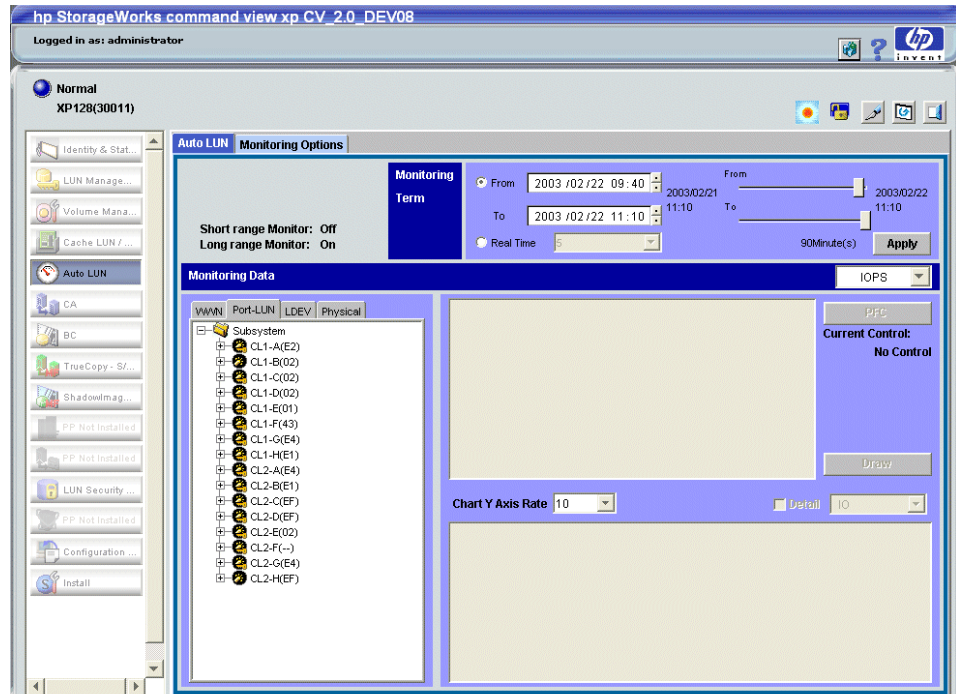 hp StorageWorks command view xp CV_2.0_DEV08
Logged in as: administrator
hp
invent
Normal
XP128(30011)
Identity & Stat...
LUN Manage...
Volume Mana...
Cache LUN / ...
Auto LUN
CA
BC
TrueCopy - S/...
ShadowImag...
PP Not Installed
PP Not Installed
LUN Security ...
PP Not Installed
Configuration ...
Install
Auto LUN
Monitoring Options
Short range Monitor: Off
Long range Monitor: On
Monitoring
Term
From 2003 /02 /22 09:40
To 2003 /02 /22 11:10
Real Time 5
2003/02/21
11:10
From
To
2003/02/22
11:10
90Minute(s)
Apply
Monitoring Data
IOPS
WWN
Port-LUN
LDEV
Physical
Subsystem
CL1-A(E2)
CL1-B(02)
CL1-C(02)
CL1-D(02)
CL1-E(01)
CL1-F(43)
CL1-G(E4)
CL1-H(E1)
CL2-A(E4)
CL2-B(E1)
CL2-C(EF)
CL2-D(EF)
CL2-E(02)
CL2-F(--)
CL2-G(E4)
CL2-H(EF)
PFC
Current Control:
No Control
Draw
Chart Y Axis Rate 10
Detail IO